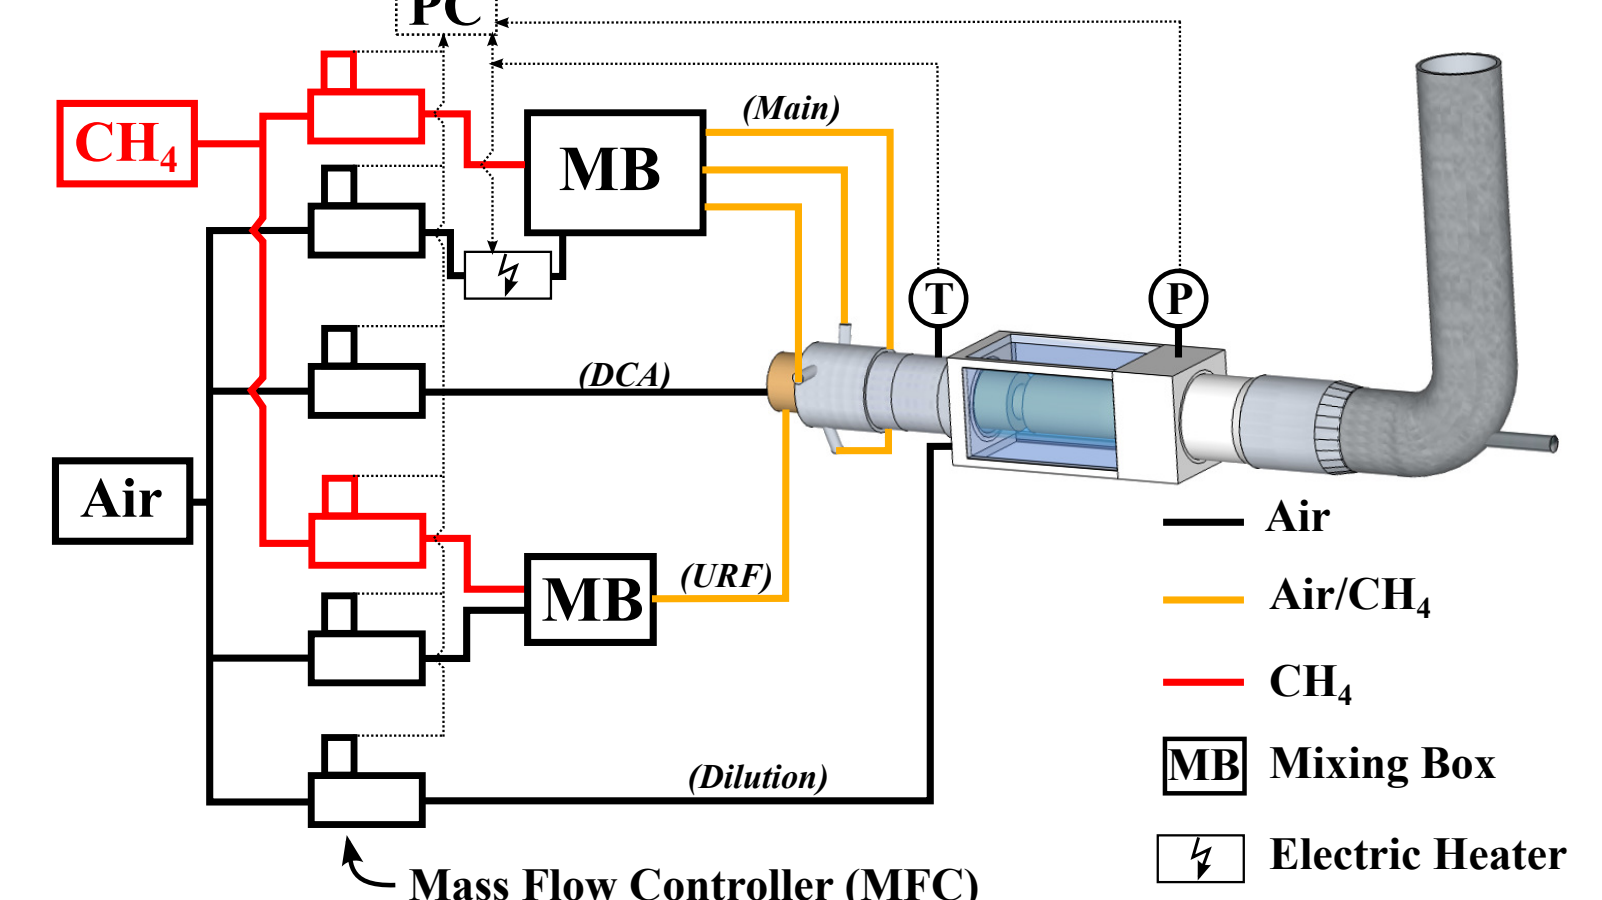 PC
(Main)
CH₄
MB
T
P
(DCA)
Air
Air
(URF)
MB
Air/CH₄
CH₄
(Dilution)
MB Mixing Box
Electric Heater
Mass Flow Controller (MFC)